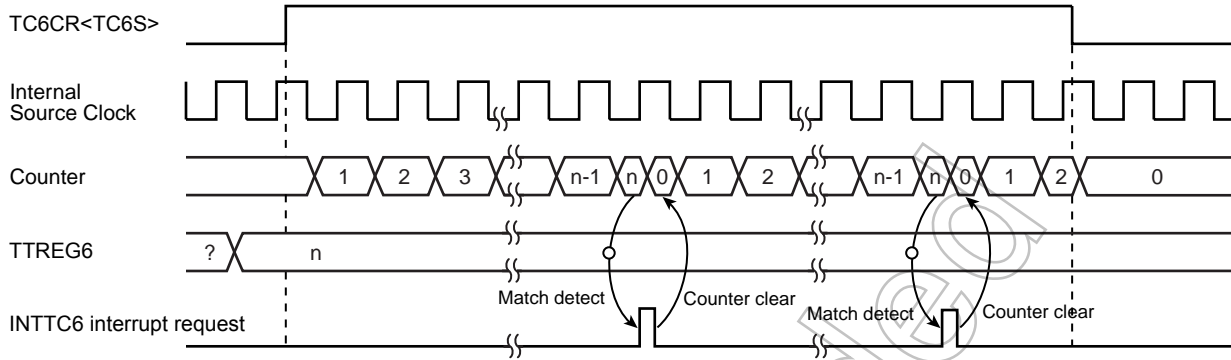 TC6CR<TC6S>
Internal
Source Clock
Counter
1 2 3 n-1 n 0 1 2 n-1 n 0 1 2 0
TTREG6
? n
Match detect Counter clear Match detect Counter clear
INTTC6 interrupt request